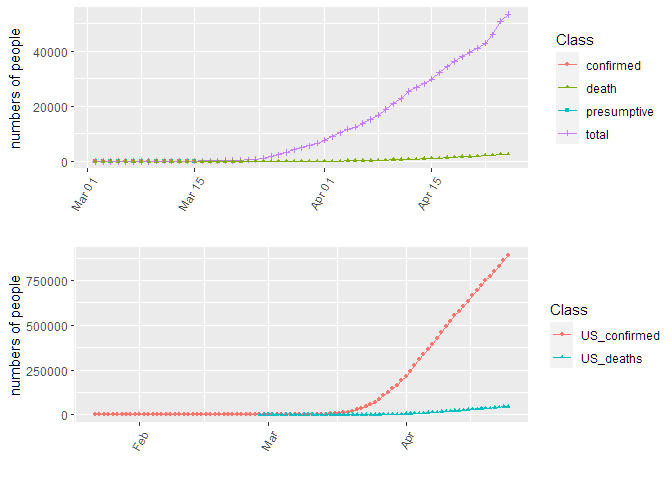 numbers of people
40000
20000
0
Mar 01
Mar 15
Apr 01
Apr 15
Class
confirmed
death
presumptive
total
numbers of people
750000
500000
250000
0
Feb
Mar
Apr
Class
US_confirmed
US_deaths